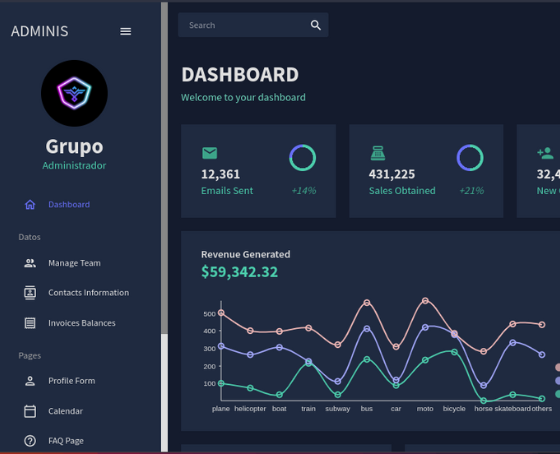 ADMINIS
Grupo
Administrador
Dashboard
Datos
Manage Team
Contacts Information
Invoices Balances
Pages
Profile Form
Calendar
FAQ Page
Search
DASHBOARD
Welcome to your dashboard
12,361
Emails Sent
+14%
431,225
Sales Obtained
+21%
32,4
New
Revenue Generated
$59,342.32
500
400
300
200
100
plane helicopter boat train subway bus car moto bicycle horse skateboard others